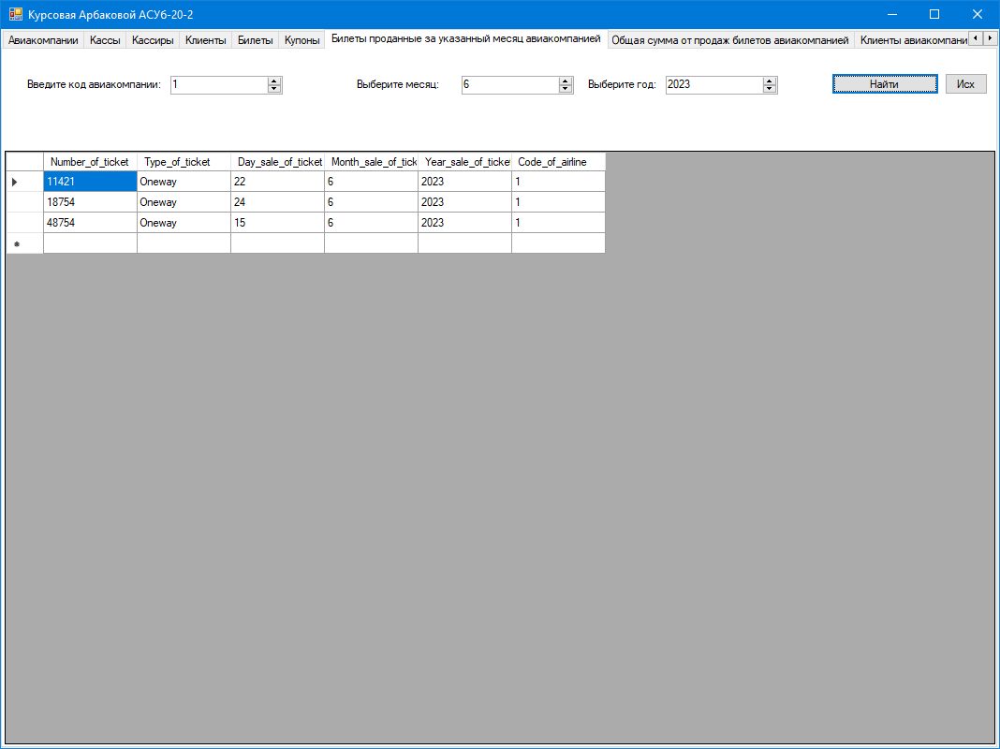 Курсовая Арбаковой АСУб-20-2
Авиакомпании Кассы Кассиры Клиенты Билеты Купоны Билеты проданные за указанный месяц авиакомпанией Общая сумма от продаж билетов авиакомпанией Клиенты авиакомпани
Введите код авиакомпании: 1 Выберите месяц: 6 Выберите год: 2023 Найти Исх
Number_of_ticket Type_of_ticket Day_sale_of_ticket Month_sale_of_tick Year_sale_of_ticket Code_of_airline
11421 Oneway 22 6 2023 1
18754 Oneway 24 6 2023 1
48754 Oneway 15 6 2023 1